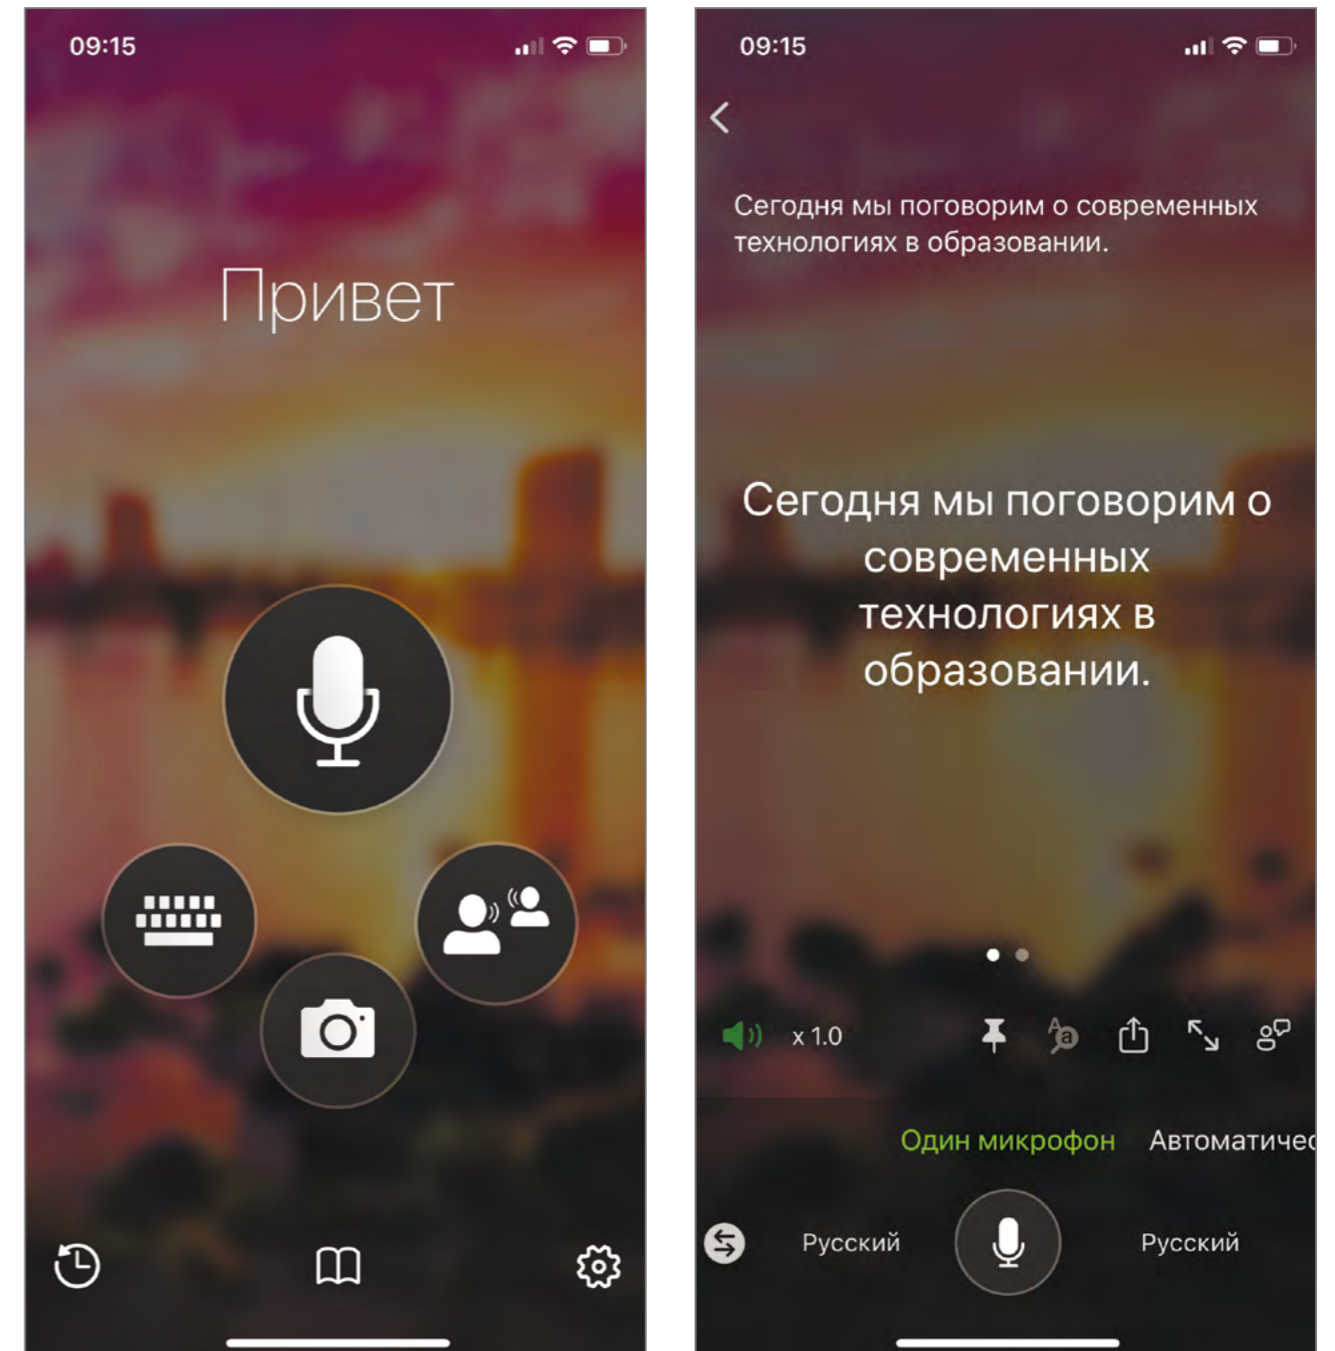 09:15
Привет
09:15
Сегодня мы поговорим о современных
технологиях в образовании.
Сегодня мы поговорим о
современных
технологиях в
образовании.
x 1.0
Один микрофон Автоматичес
Русский Русский